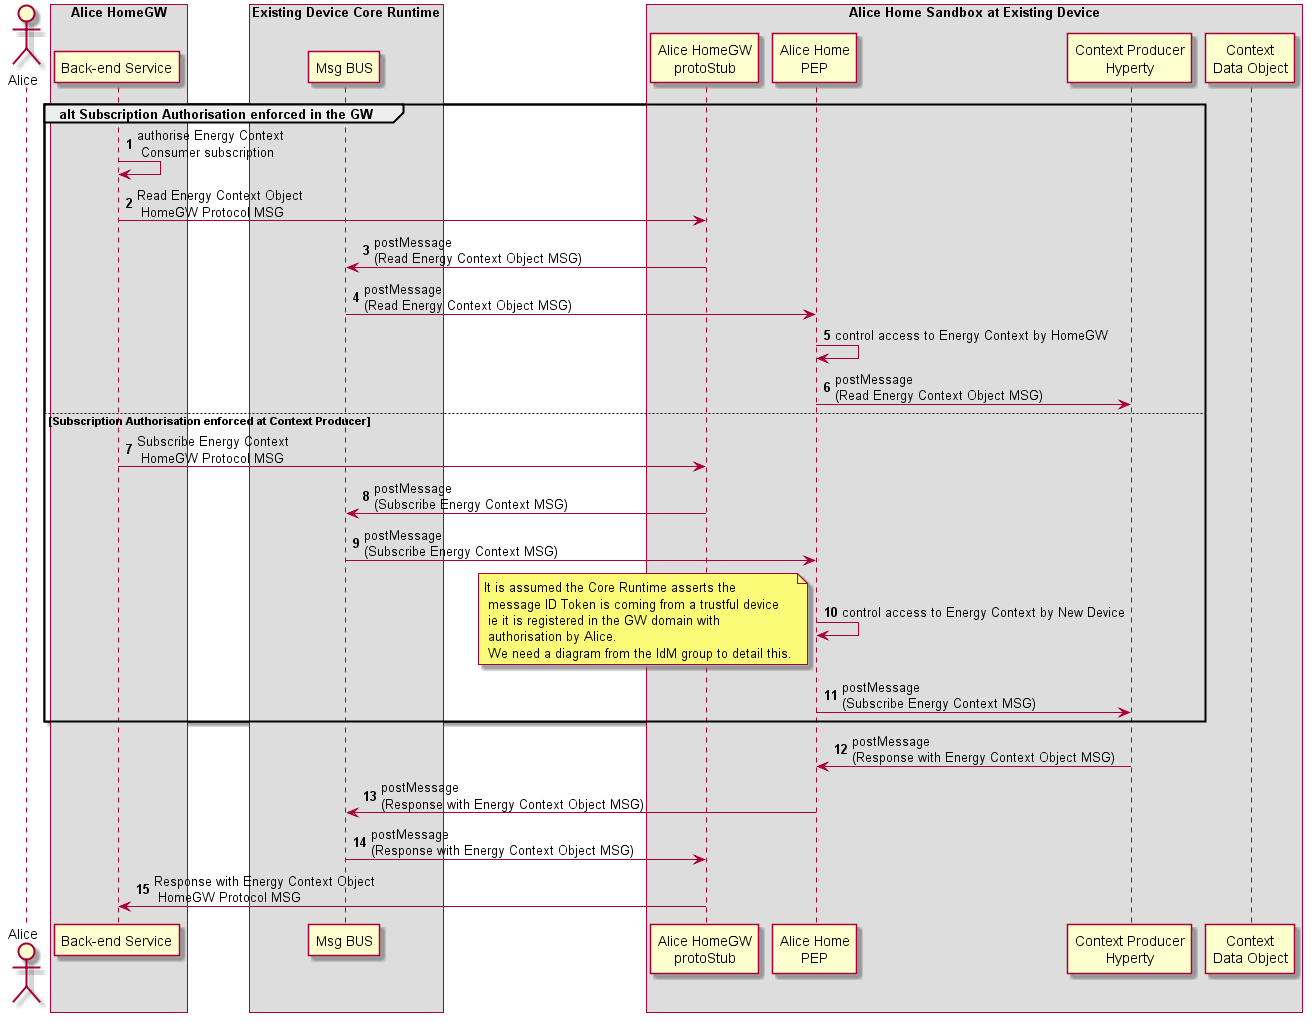 Alice HomeGW
Existing Device Core Runtime
Alice Home Sandbox at Existing Device
Alice
Back-end Service
Msg BUS
Alice HomeGW
protoStub
Alice Home
PEP
Context Producer
Hyperty
Context
Data Object
alt Subscription Authorisation enforced in the GW
1 authorise Energy Context
Consumer subscription
2 Read Energy Context Object
HomeGW Protocol MSG
3 postMessage
(Read Energy Context Object MSG)
4 postMessage
(Read Energy Context Object MSG)
5 control access to Energy Context by HomeGW
6 postMessage
(Read Energy Context Object MSG)
[Subscription Authorisation enforced at Context Producer]
7 Subscribe Energy Context
HomeGW Protocol MSG
8 postMessage
(Subscribe Energy Context MSG)
9 postMessage
(Subscribe Energy Context MSG)
It is assumed the Core Runtime asserts the
message ID Token is coming from a trustful device
ie it is registered in the GW domain with
authorisation by Alice.
We need a diagram from the IdM group to detail this.
10 control access to Energy Context by New Device
11 postMessage
(Subscribe Energy Context MSG)
12 postMessage
(Response with Energy Context Object MSG)
13 postMessage
(Response with Energy Context Object MSG)
14 postMessage
(Response with Energy Context Object MSG)
15 Response with Energy Context Object
HomeGW Protocol MSG
Alice
Back-end Service
Msg BUS
Alice HomeGW
protoStub
Alice Home
PEP
Context Producer
Hyperty
Context
Data Object